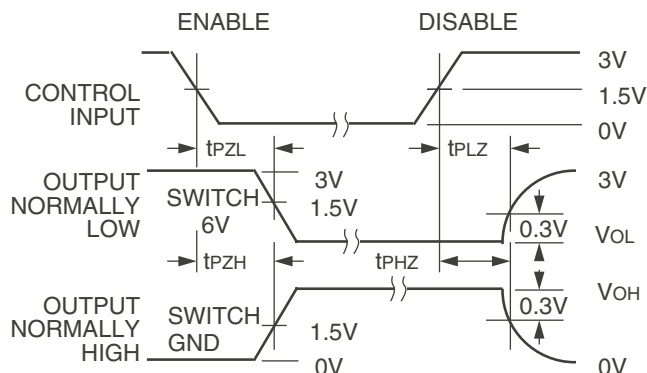 ENABLE DISABLE
3V
CONTROL
INPUT
1.5V
0V
tPZL tPLZ
OUTPUT
NORMALLY
LOW
SWITCH
6V
3V
1.5V
3V
0.3V
VOL
tPZH tPHZ
OUTPUT
NORMALLY
HIGH
SWITCH
GND
1.5V
0V
0.3V
VOH
0V